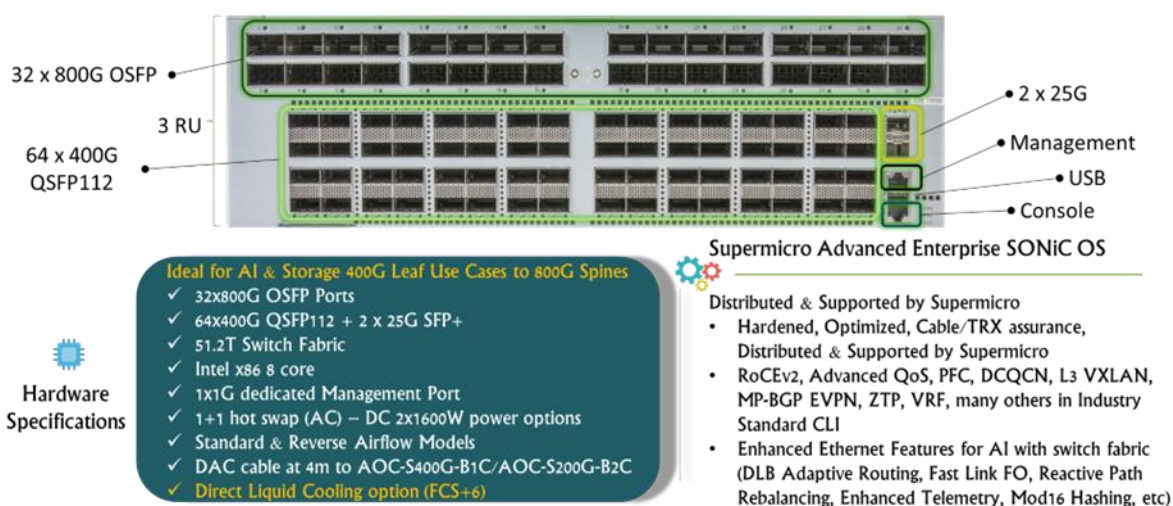 32 x 800G OSFP
3 RU
64 x 400G
QSFP112
2 x 25G
Management
USB
Console
Hardware
Specifications
Ideal for AI & Storage 400G Leaf Use Cases to 800G Spines
✓ 32x800G OSFP Ports
✓ 64x400G QSFP112 + 2 x 25G SFP+
✓ 51.2T Switch Fabric
✓ Intel x86 8 core
✓ 1x1G dedicated Management Port
✓ 1+1 hot swap (AC) – DC 2x1600W power options
✓ Standard & Reverse Airflow Models
✓ DAC cable at 4m to AOC-S400G-B1C/AOC-S200G-B2C
✓ Direct Liquid Cooling option (FCS+6)
Supermicro Advanced Enterprise SONiC OS
Distributed & Supported by Supermicro
• Hardened, Optimized, Cable/TRX assurance,
Distributed & Supported by Supermicro
• RoCEv2, Advanced QoS, PFC, DCQCN, L3 VXLAN,
MP-BGP EVPN, ZTP, VRF, many others in Industry
Standard CLI
• Enhanced Ethernet Features for AI with switch fabric
(DLB Adaptive Routing, Fast Link FO, Reactive Path
Rebalancing, Enhanced Telemetry, Mod16 Hashing, etc)